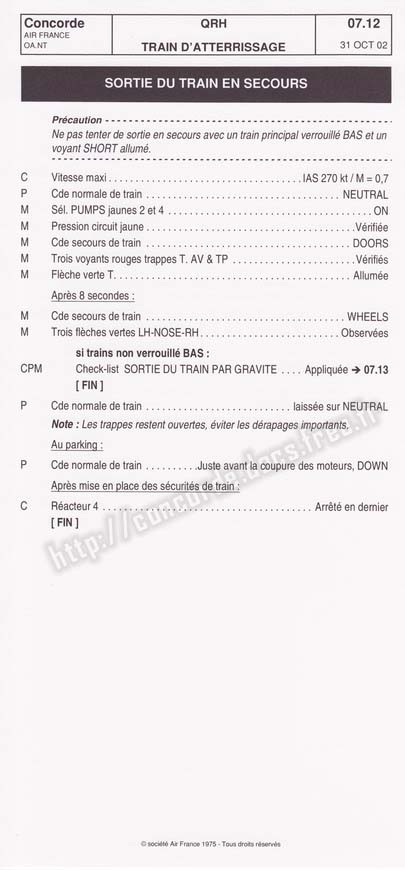 Concorde QRH 07.12
AIR FRANCE
OA.NT TRAIN D'ATTERRISSAGE 31 OCT 02
SORTIE DU TRAIN EN SECOURS
Précaution
Ne pas tenter de sortie en secours avec un train principal verrouillé BAS et un
voyant SHORT allumé.
C Vitesse maxi . . . . . IAS 270 kt / M = 0,7
P Cde normale de train . . . . . NEUTRAL
M Sél. PUMPS jaunes 2 et 4 . . . . . ON
M Pression circuit jaune . . . . . Vérifiée
M Cde secours de train . . . . . DOORS
M Trois voyants rouges trappes T. AV & TP . . . . . Vérifiés
M Flèche verte T. . . . . . Allumée
Après 8 secondes :
M Cde secours de train . . . . . WHEELS
M Trois flèches vertes LH-NOSE-RH . . . . . Observées
si trains non verrouillé BAS :
CPM Check-list SORTIE DU TRAIN PAR GRAVITE . . . . Appliquée ➔ 07.13
[ FIN ]
P Cde normale de train . . . . . laissée sur NEUTRAL
Note : Les trappes restent ouvertes, éviter les dérapages importants.
Au parking :
P Cde normale de train . . . . . Juste avant la coupure des moteurs, DOWN
Après mise en place des sécurités de train :
C Réacteur 4 . . . . . Arrêté en dernier
[ FIN ]
http://concorde.docs.free.fr
© société Air France 1975 - Tous droits réservés